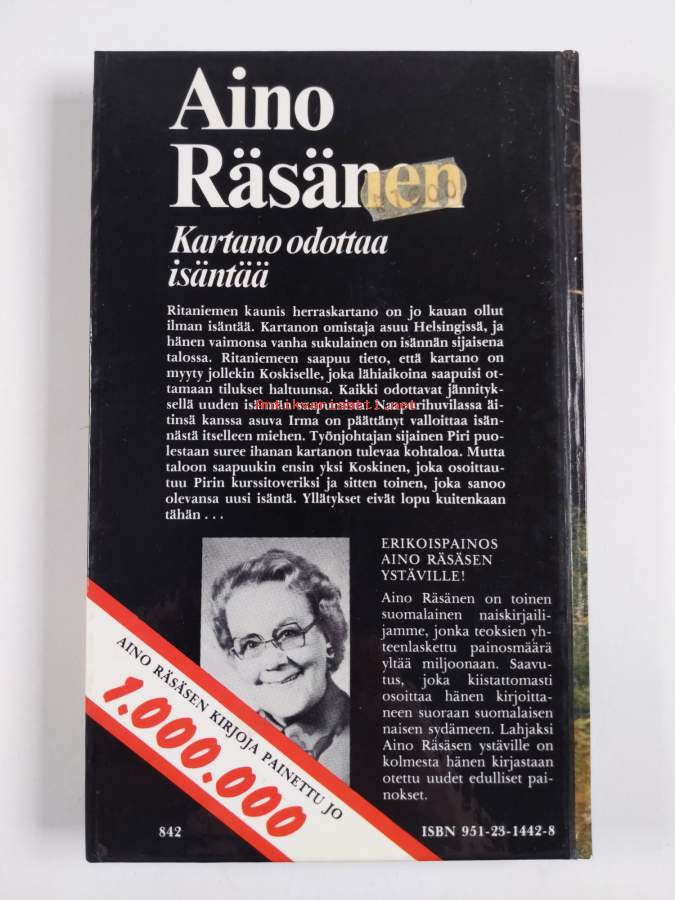 Aino
Räsänen
Kartano odottaa
isäntää
Ritaniemen kaunis herraskartano on jo kauan ollut
ilman isäntää. Kartanon omistaja asuu Helsingissä, ja
hänen vaimonsa vanha sukulainen on isännän sijaisena
talossa. Ritaniemeen saapuu tieto, että kartano on
myyty jollekin Koskiselle, joka lähiaikoina saapuisi ot-
tamaan tilukset haltuunsa. Kaikki odottavat jännityk-
sellä uuden isännän saapumista. Naapurihuvilassa äi-
tinsä kanssa asuva Irma on päättänyt valloittaa isän-
nästä itselleen miehen. Työnjohtajan sijainen Piri puo-
lestaan suree ihanan kartanon tulevaa kohtaloa. Mutta
taloon saapuukin ensin yksi Koskinen, joka osoittau-
tuu Pirin kurssitoveriksi ja sitten toinen, joka sanoo
olevansa uusi isäntä. Yllätykset eivät lopu kuitenkaan
tähän . . .
ERIKOISPAINOS
AINO RÄSÄSEN
YSTÄVILLE!
Aino Räsänen on toinen
suomalainen naiskirjaili-
jamme, jonka teoksien yh-
teenlaskettu painosmäärä
yltää miljoonaan. Saavu-
tus, joka kiistattomasti
osoittaa hänen kirjoitta-
neen suoraan suomalaisen
naisen sydämeen. Lahjaksi
Aino Räsäsen ystäville on
kolmesta hänen kirjastaan
otettu uudet edulliset pai-
nokset.
AINO RÄSÄSEN KIRJOJA PAINETTU JO
1.000.000
842
ISBN 951-23-1442-8